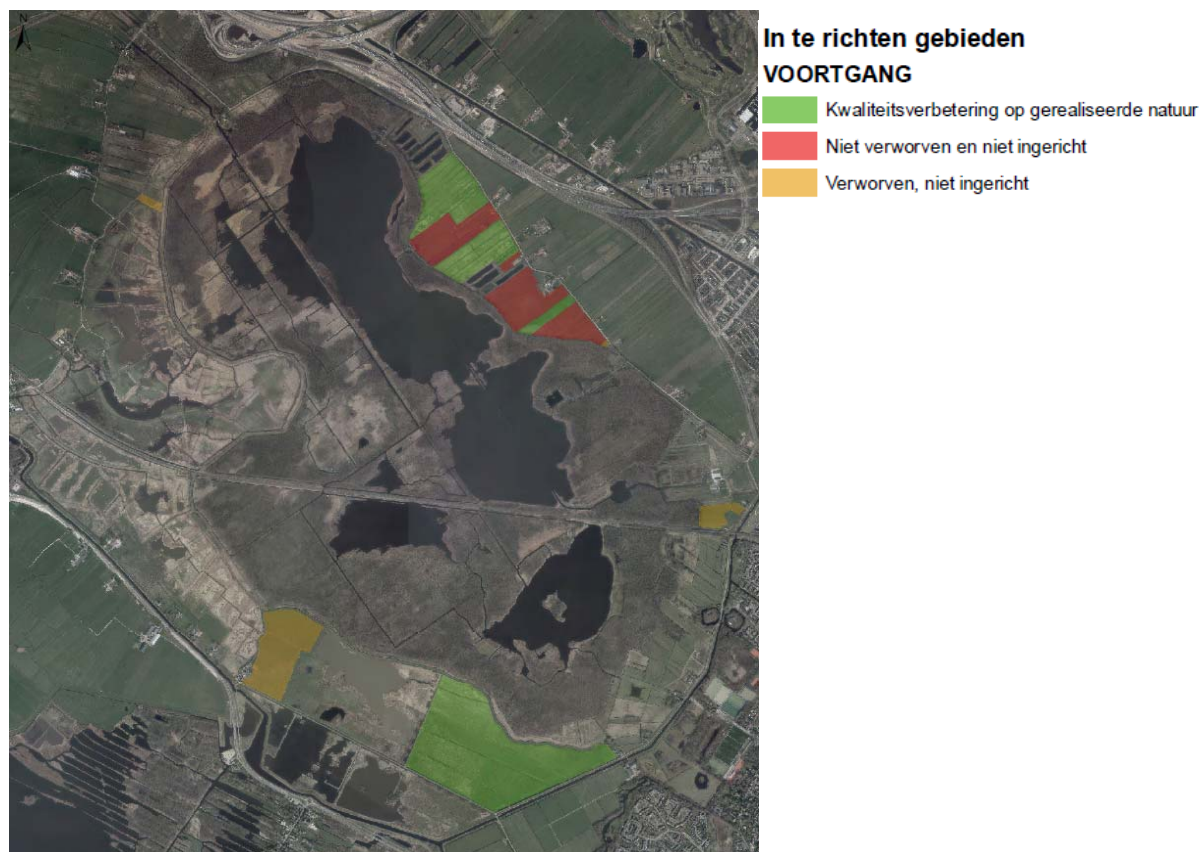 N
In te richten gebieden
VOORTGANG
Kwaliteitsverbetering op gerealiseerde natuur
Niet verworven en niet ingericht
Verworven, niet ingericht